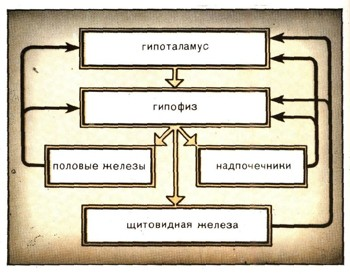 гипоталамус
гипофиз
половые железы
надпочечники
щитовидная железа